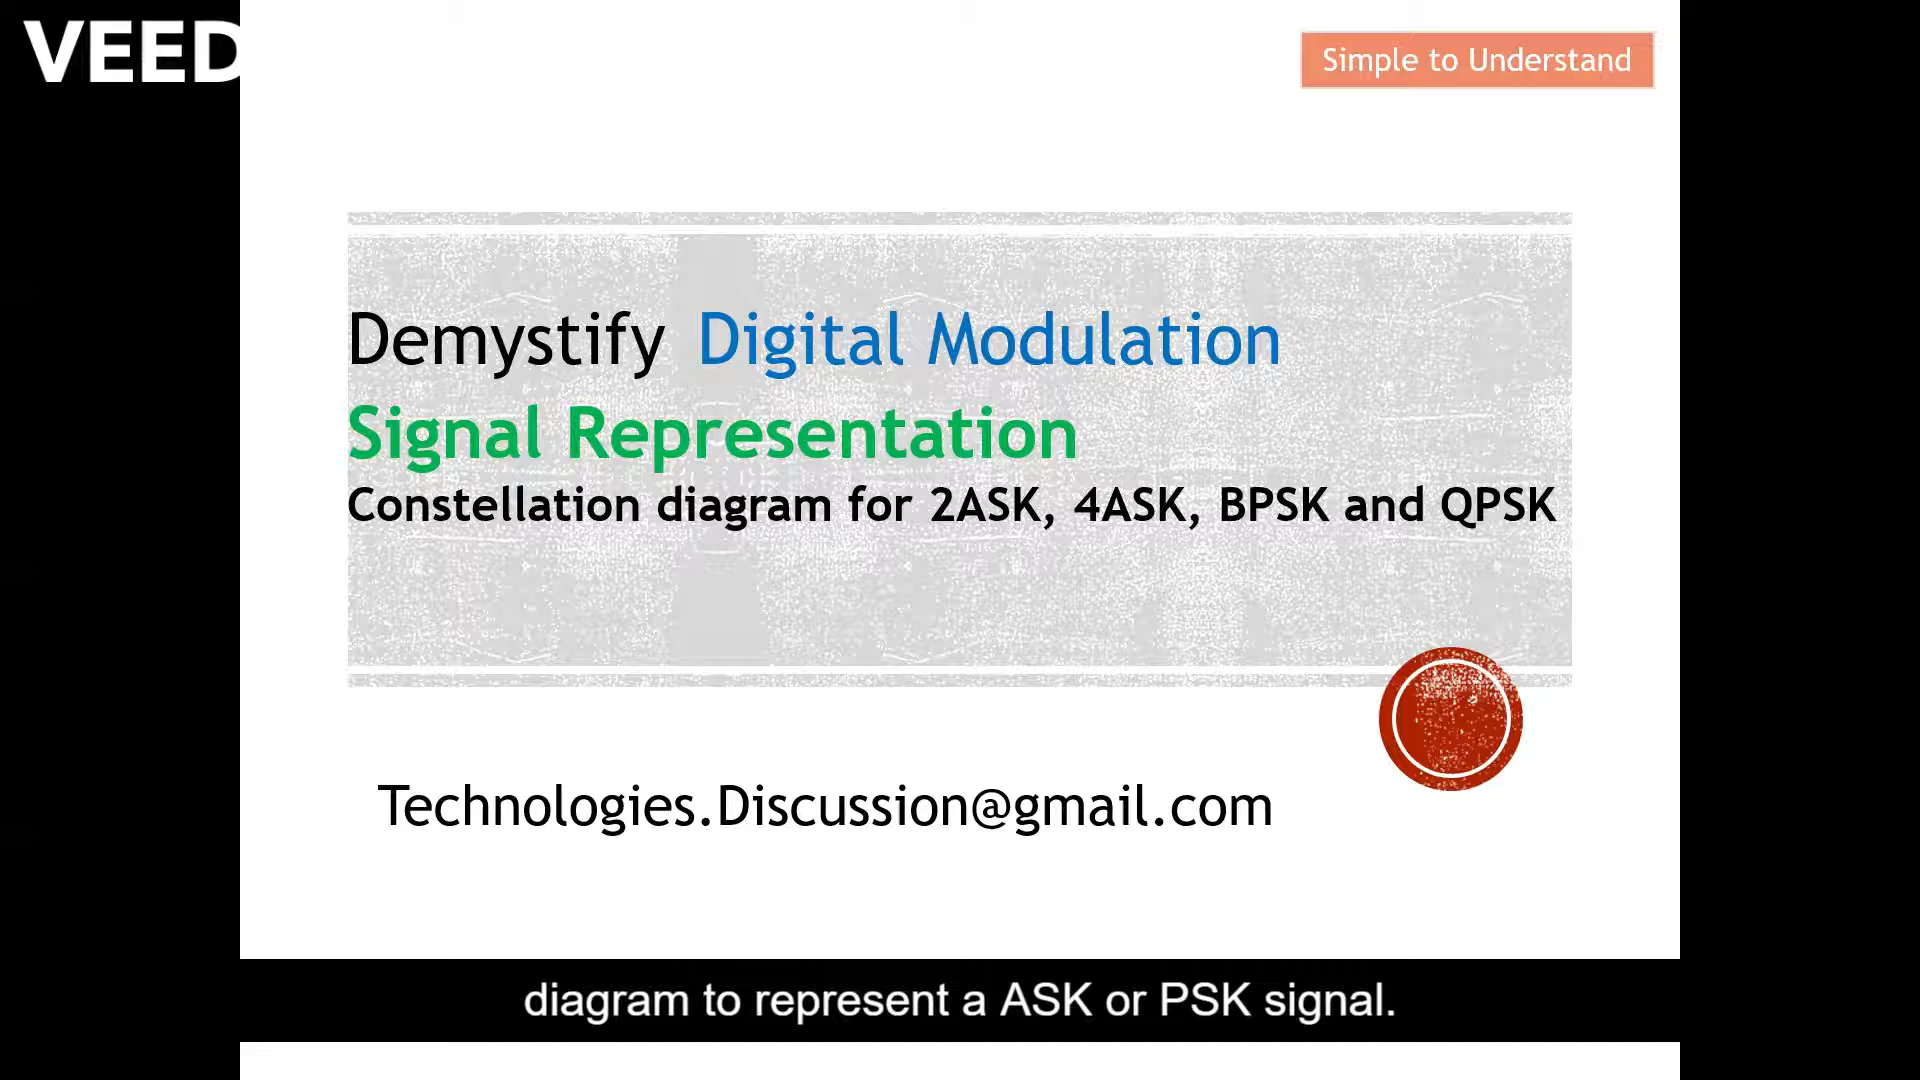 VEED
Simple to Understand
Demystify Digital Modulation
Signal Representation
Constellation diagram for 2ASK, 4ASK, BPSK and QPSK
Technologies.Discussion@gmail.com
diagram to represent a ASK or PSK signal.